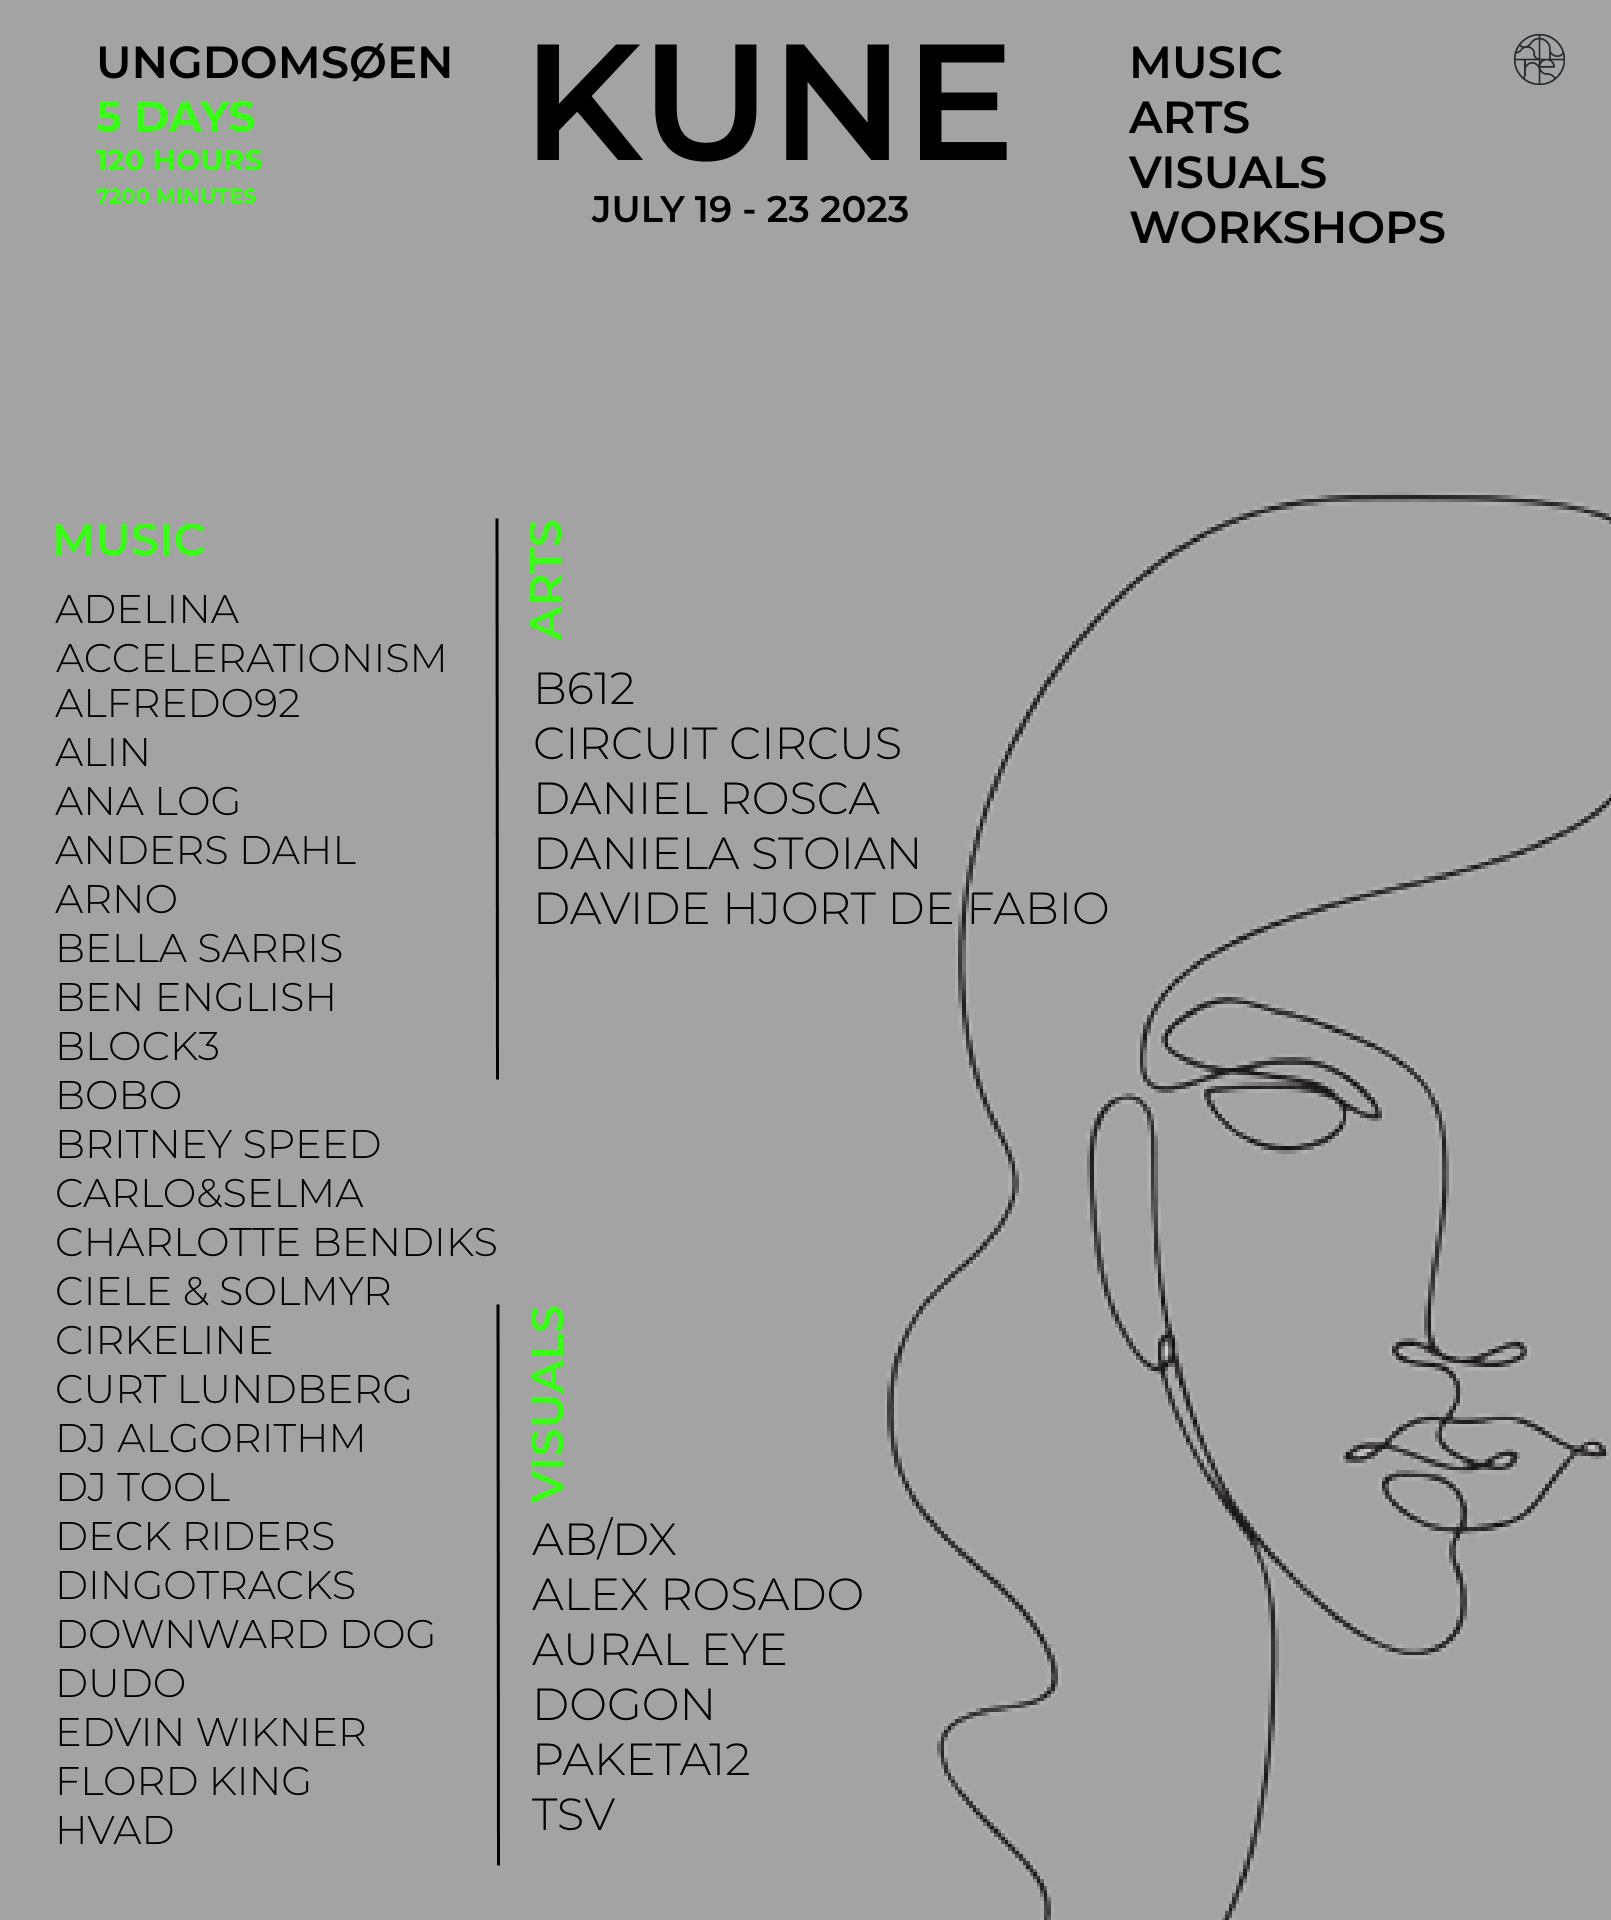 UNGDOMSØEN
5 DAYS
120 HOURS
7200 MINUTES
KUNE
JULY 19 - 23 2023
MUSIC
ARTS
VISUALS
WORKSHOPS
MUSIC
ADELINA
ACCELERATIONISM
ALFREDO92
ALIN
ANA LOG
ANDERS DAHL
ARNO
BELLA SARRIS
BEN ENGLISH
BLOCK3
BOBO
BRITNEY SPEED
CARLO&SELMA
CHARLOTTE BENDIKS
CIELE & SOLMYR
CIRKELINE
CURT LUNDBERG
DJ ALGORITHM
DJ TOOL
DECK RIDERS
DINGOTRACKS
DOWNWARD DOG
DUDO
EDVIN WIKNER
FLORD KING
HVAD
ARTS
B612
CIRCUIT CIRCUS
DANIEL ROSCA
DANIELA STOIAN
DAVIDE HJORT DE FABIO
VISUALS
AB/DX
ALEX ROSADO
AURAL EYE
DOGON
PAKETA12
TSV